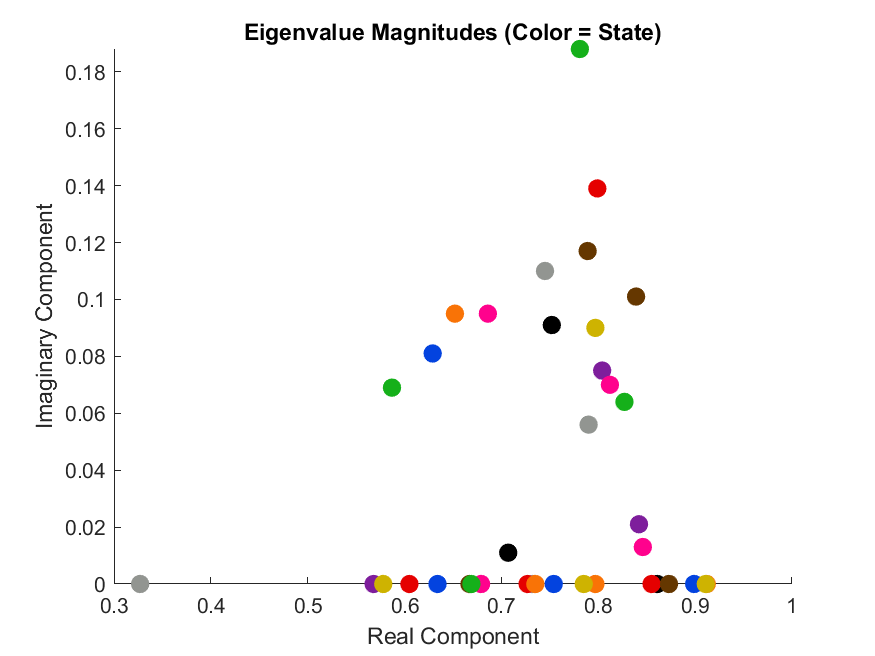 Eigenvalue Magnitudes (Color = State)
0.18
0.16
0.14
0.12
0.1
0.08
0.06
0.04
0.02
0
Imaginary Component
0.3 0.4 0.5 0.6 0.7 0.8 0.9 1
Real Component